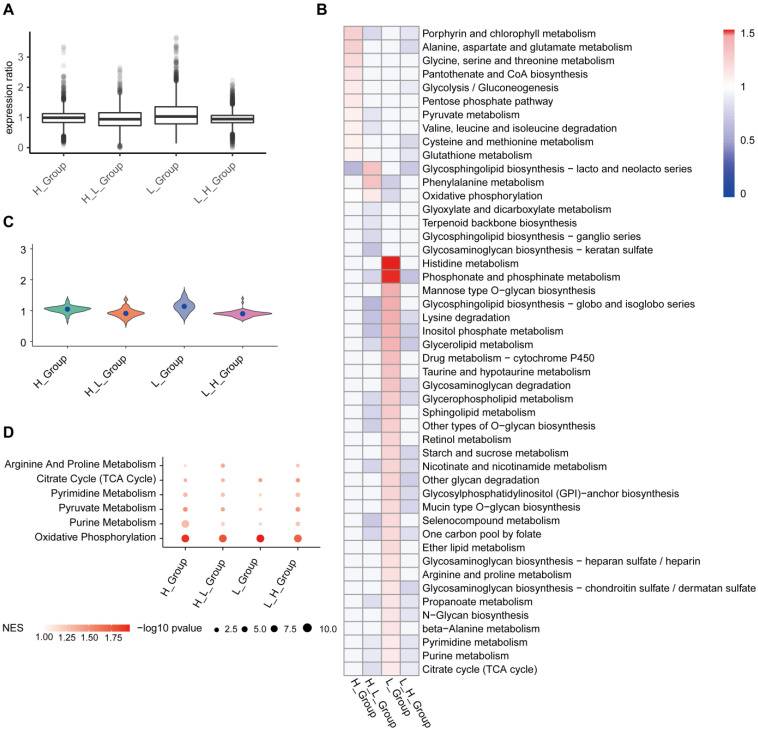 A
expression ratio
3
2
1
0
H_Group
H_L_Group
L_Group
L_H_Group
C
3
2
1
0
H_Group
H_L_Group
L_Group
L_H_Group
D
Arginine And Proline Metabolism
Citrate Cycle (TCA Cycle)
Pyrimidine Metabolism
Pyruvate Metabolism
Purine Metabolism
Oxidative Phosphorylation
H_Group
H_L_Group
L_Group
L_H_Group
NES
1.00 1.25 1.50 1.75
−log10 pvalue
2.5 5.0 7.5 10.0
B
Porphyrin and chlorophyll metabolism
Alanine, aspartate and glutamate metabolism
Glycine, serine and threonine metabolism
Pantothenate and CoA biosynthesis
Glycolysis / Gluconeogenesis
Pentose phosphate pathway
Pyruvate metabolism
Valine, leucine and isoleucine degradation
Cysteine and methionine metabolism
Glutathione metabolism
Glycosphingolipid biosynthesis − lacto and neolacto series
Phenylalanine metabolism
Oxidative phosphorylation
Glyoxylate and dicarboxylate metabolism
Terpenoid backbone biosynthesis
Glycosphingolipid biosynthesis − ganglio series
Glycosaminoglycan biosynthesis − keratan sulfate
Histidine metabolism
Phosphonate and phosphinate metabolism
Mannose type O−glycan biosynthesis
Glycosphingolipid biosynthesis − globo and isoglobo series
Lysine degradation
Inositol phosphate metabolism
Glycerolipid metabolism
Drug metabolism − cytochrome P450
Taurine and hypotaurine metabolism
Glycosaminoglycan degradation
Glycerophospholipid metabolism
Sphingolipid metabolism
Other types of O−glycan biosynthesis
Retinol metabolism
Starch and sucrose metabolism
Nicotinate and nicotinamide metabolism
Other glycan degradation
Glycosylphosphatidylinositol (GPI)−anchor biosynthesis
Mucin type O−glycan biosynthesis
Selenocompound metabolism
One carbon pool by folate
Ether lipid metabolism
Glycosaminoglycan biosynthesis − heparan sulfate / heparin
Arginine and proline metabolism
Glycosaminoglycan biosynthesis − chondroitin sulfate / dermatan sulfate
Propanoate metabolism
N−Glycan biosynthesis
beta−Alanine metabolism
Pyrimidine metabolism
Purine metabolism
Citrate cycle (TCA cycle)
H_Group
H_L_Group
L_Group
L_H_Group
1.5
1
0.5
0